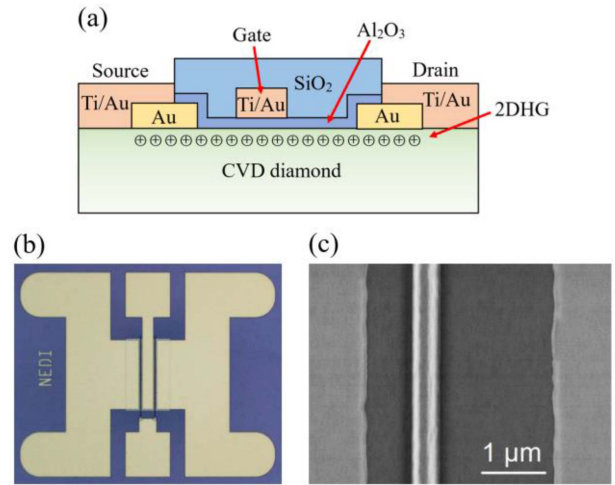 (a)
Al₂O₃
Gate
Source
Drain
SiO₂
Ti/Au
Ti/Au
Ti/Au
2DHG
Au
Au
CVD diamond
(b)
(c)
NEDI
1 μm